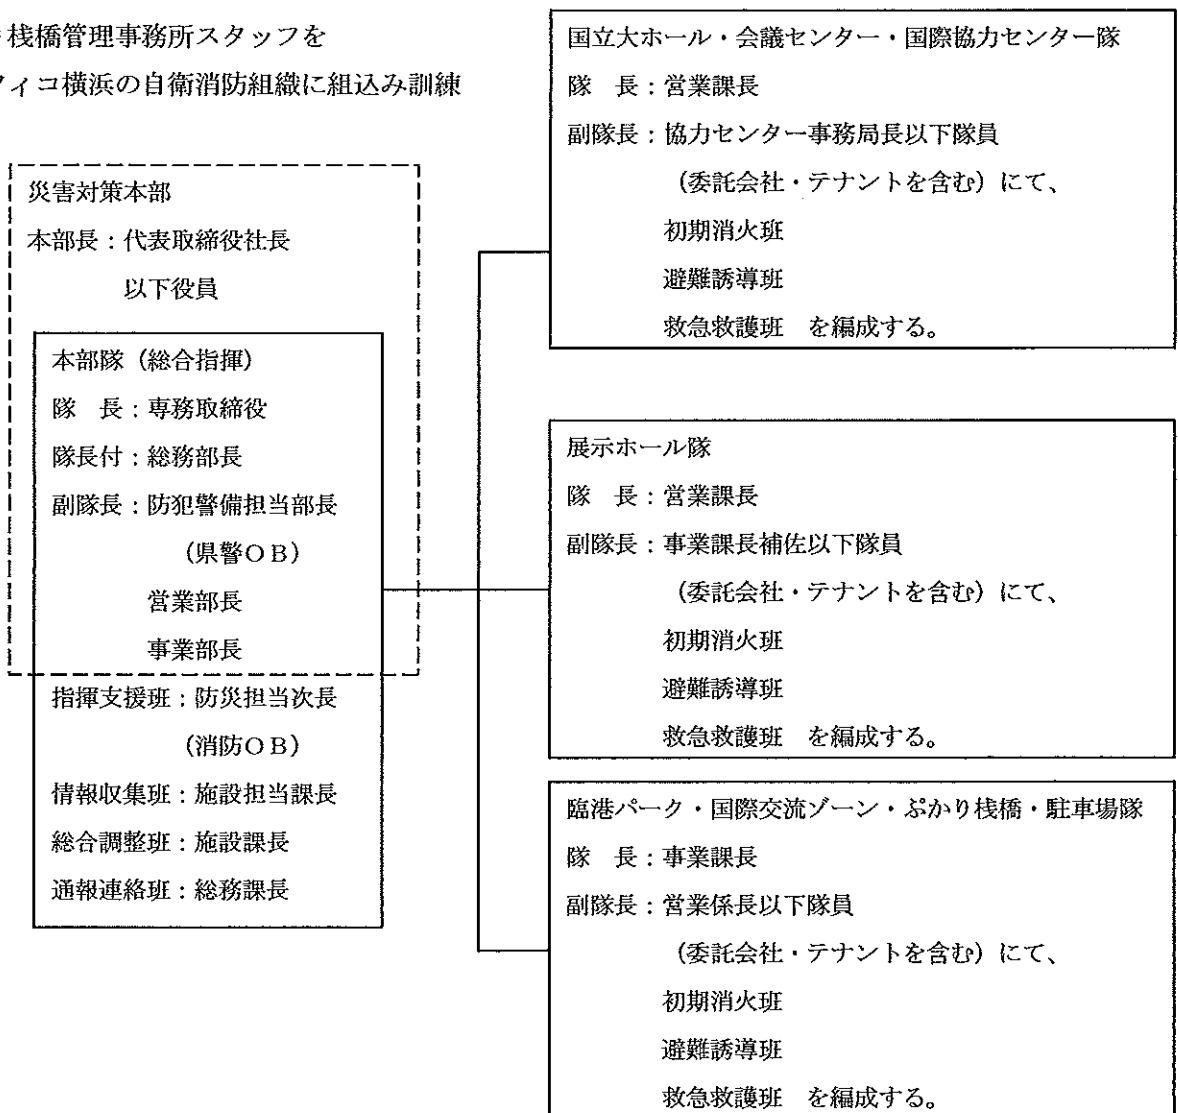 桟橋管理事務所スタッフを
フィコ横浜の自衛消防組織に組込み訓練
災害対策本部
本部長：代表取締役社長
以下役員
本部隊（総合指揮）
隊　長：専務取締役
隊長付：総務部長
副隊長：防犯警備担当部長
（県警ＯＢ）
営業部長
事業部長
指揮支援班：防災担当次長
（消防ＯＢ）
情報収集班：施設担当課長
総合調整班：施設課長
通報連絡班：総務課長
国立大ホール・会議センター・国際協力センター隊
隊　長：営業課長
副隊長：協力センター事務局長以下隊員
（委託会社・テナントを含む）にて、
初期消火班
避難誘導班
救急救護班　を編成する。
展示ホール隊
隊　長：営業課長
副隊長：事業課長補佐以下隊員
（委託会社・テナントを含む）にて、
初期消火班
避難誘導班
救急救護班　を編成する。
臨港パーク・国際交流ゾーン・ぷかり桟橋・駐車場隊
隊　長：事業課長
副隊長：営業係長以下隊員
（委託会社・テナントを含む）にて、
初期消火班
避難誘導班
救急救護班　を編成する。